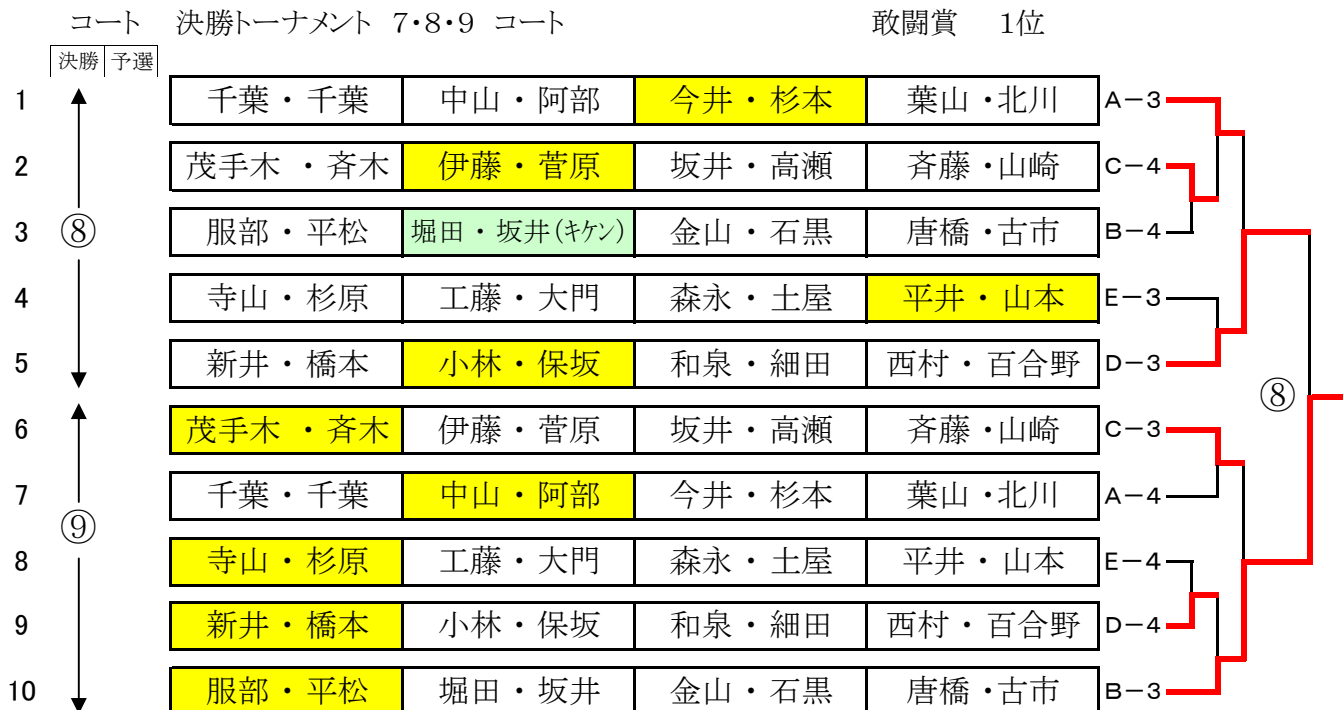 コート 決勝トーナメント 7・8・9 コート 敢闘賞 1位
決勝 予選
1 千葉・千葉 中山・阿部 今井・杉本 葉山・北川 A-3
2 茂手木・斉木 伊藤・菅原 坂井・高瀬 斉藤・山崎 C-4
3 服部・平松 堀田・坂井(キケン) 金山・石黒 唐橋・古市 B-4
⑧
4 寺山・杉原 工藤・大門 森永・土屋 平井・山本 E-3
5 新井・橋本 小林・保坂 和泉・細田 西村・百合野 D-3
⑧
6 茂手木・斉木 伊藤・菅原 坂井・高瀬 斉藤・山崎 C-3
7 千葉・千葉 中山・阿部 今井・杉本 葉山・北川 A-4
⑨
8 寺山・杉原 工藤・大門 森永・土屋 平井・山本 E-4
9 新井・橋本 小林・保坂 和泉・細田 西村・百合野 D-4
10 服部・平松 堀田・坂井 金山・石黒 唐橋・古市 B-3